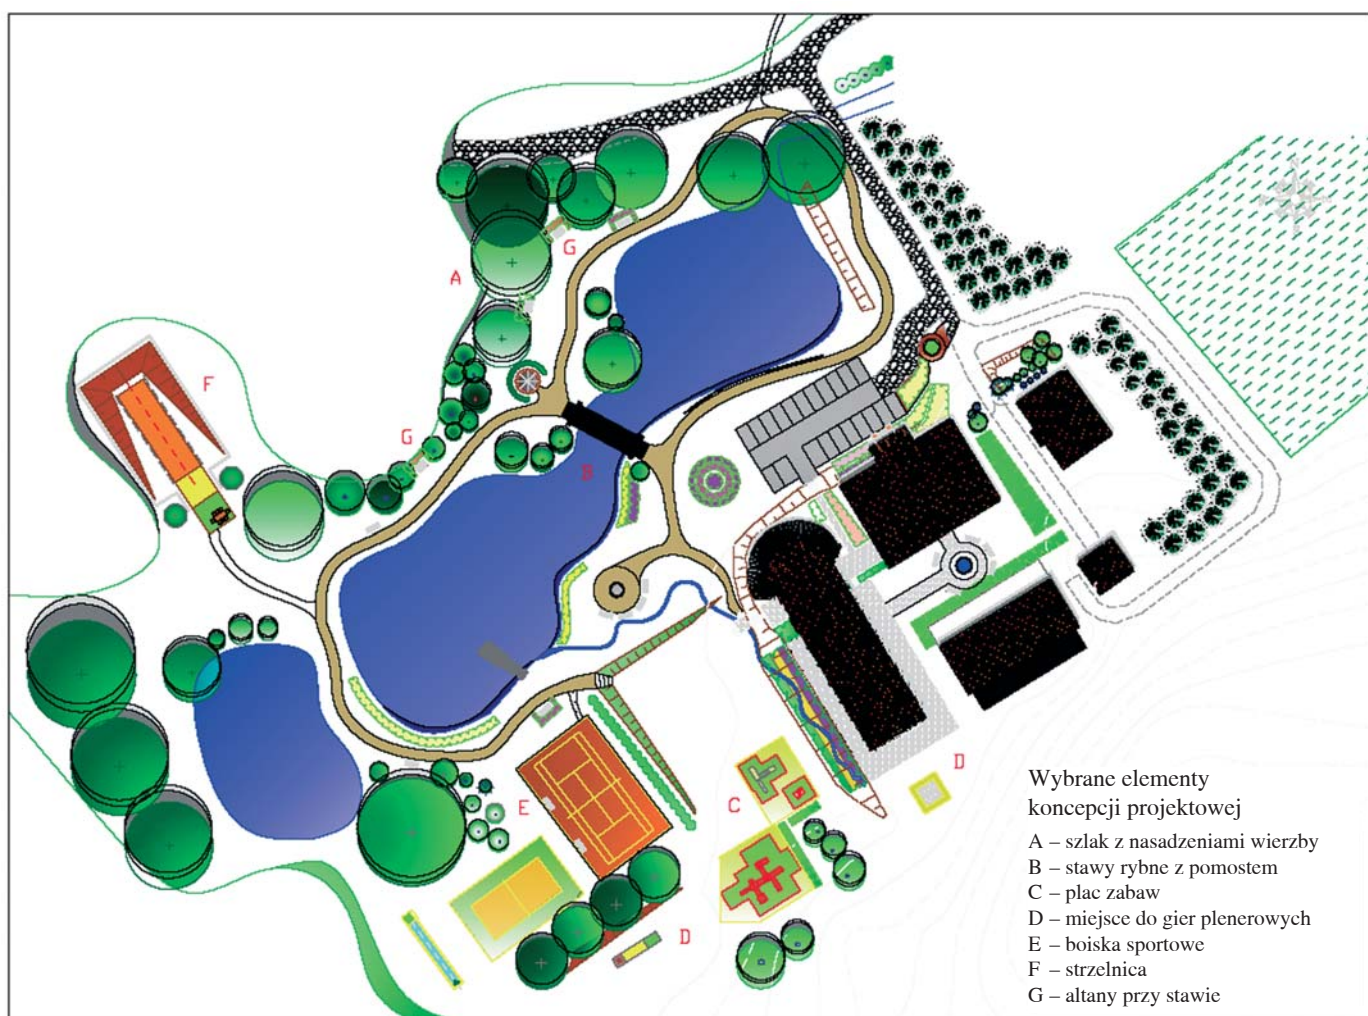 G
A
F
G
B
D
Wybrane elementy
koncepcji projektowej
A – szlak z nasadzeniami wierzby
B – stawy rybne z pomostem
C – plac zabaw
D – miejsce do gier plenerowych
E – boiska sportowe
F – strzelnica
G – altany przy stawie
E
C
D